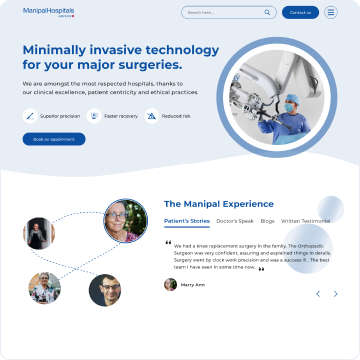 ManipalHospitals
Search here...
Contact us
Minimally invasive technology
for your major surgeries.
We are amongst the most respected hospitals, thanks to
our clinical excellence, patient centricity and ethical practices.
Superior precision
Faster recovery
Reduced risk
Book an appointment
The Manipal Experience
Patient's Stories
Doctor's Speak
Blogs
Written Testimonial
“ We had a knee replacement surgery in the family. The Orthopedic
Surgeon was very confident, assuring and explained things in details.
Surgery went by clock work precision and was a success !!! . The best
team I have seen in some time now. ”
Marry Ann